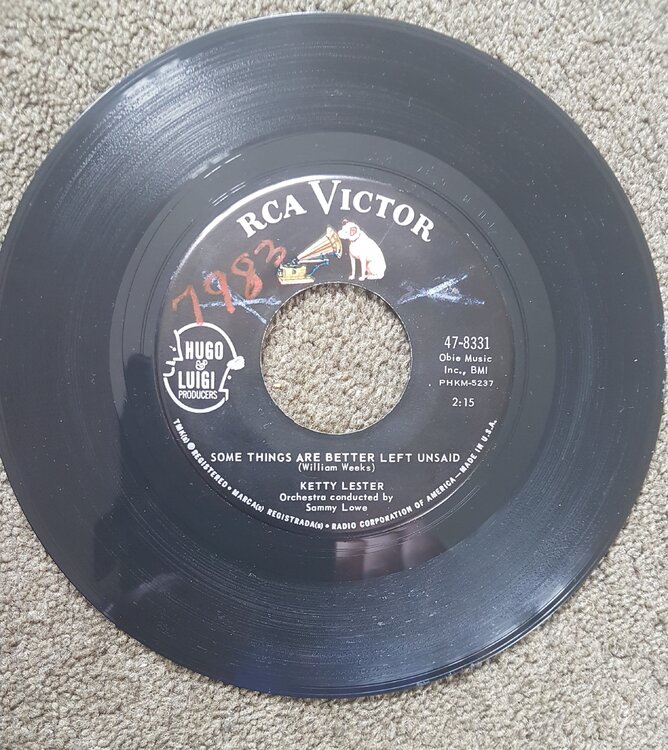 RCA VICTOR
7983
HUGO
&
LUIGI
PRODUCERS
47-8331
Obie Music
Inc., BMI
PHKM-5237
2:15
SOME THINGS ARE BETTER LEFT UNSAID
(William Weeks)
KETTY LESTER
Orchestra conducted by
Sammy Lowe
TMK(s) ® REGISTERED • MARCA(s) REGISTRADA(s) • RADIO CORPORATION OF AMERICA—MADE IN U.S.A.